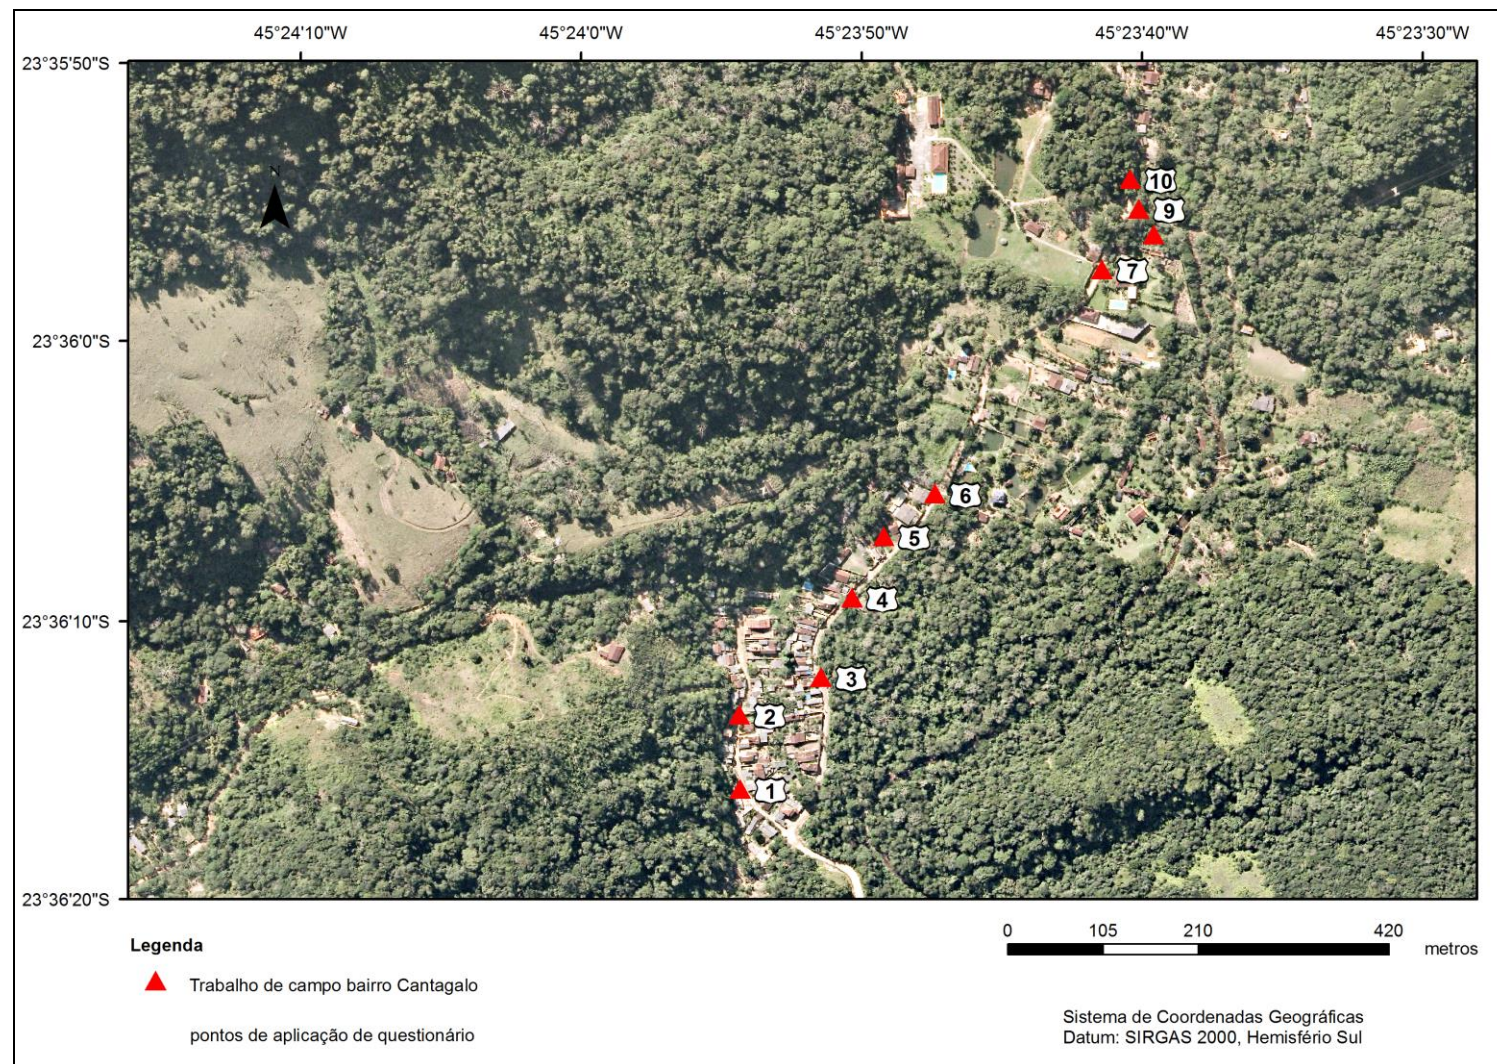 45°24'10"W 45°24'0"W 45°23'50"W 45°23'40"W 45°23'30"W
23°35'50"S
N
10
9
7
23°36'0"S
6
5
4
23°36'10"S
3
2
1
23°36'20"S
Legenda
Trabalho de campo bairro Cantagalo
pontos de aplicação de questionário
0 105 210 420
metros
Sistema de Coordenadas Geográficas
Datum: SIRGAS 2000, Hemisfério Sul